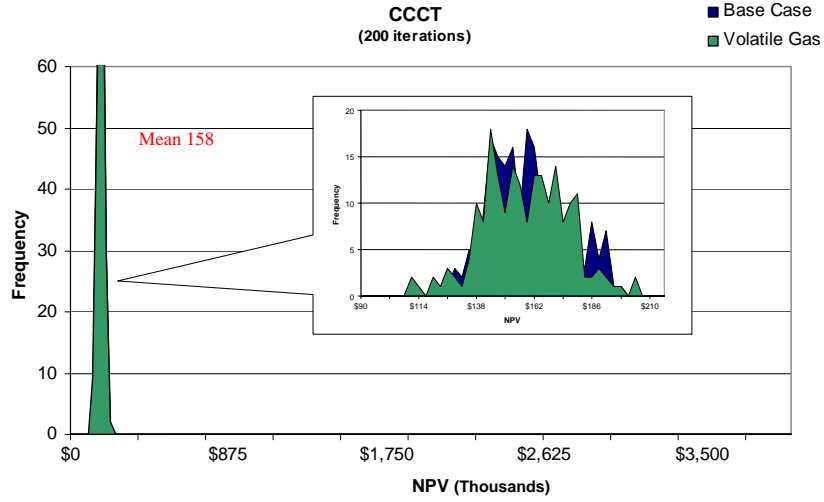 CCCT
(200 iterations)
Base Case
Volatile Gas
60
50
40
30
20
10
0
Frequency
Mean 158
20
15
10
5
0
Frequency
$90
$114
$138
$162
$186
$210
NPV
$0
$875
$1,750
$2,625
$3,500
NPV (Thousands)